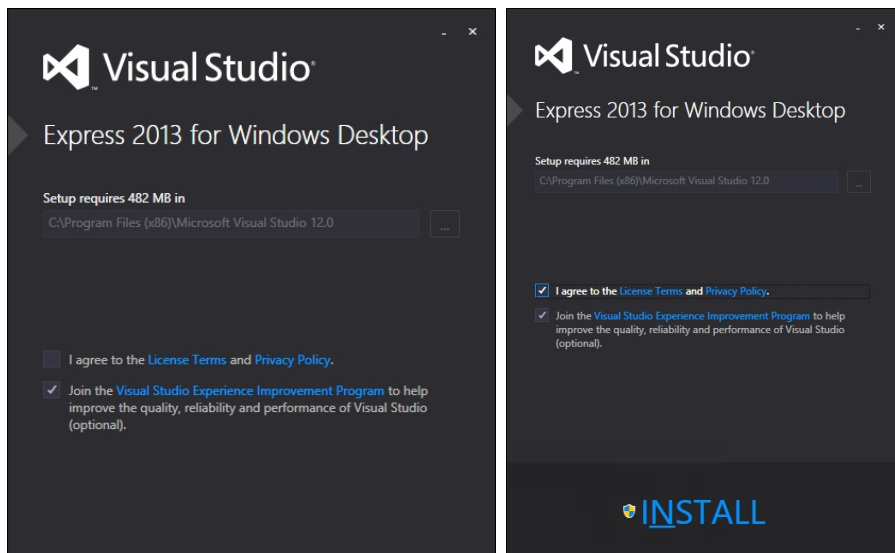 Visual Studio
Express 2013 for Windows Desktop
Setup requires 482 MB in
C:\Program Files (x86)\Microsoft Visual Studio 12.0
...
I agree to the License Terms and Privacy Policy.
Join the Visual Studio Experience Improvement Program to help
improve the quality, reliability and performance of Visual Studio
(optional).
Visual Studio
Express 2013 for Windows Desktop
Setup requires 482 MB in
C:\Program Files (x86)\Microsoft Visual Studio 12.0
...
I agree to the License Terms and Privacy Policy.
Join the Visual Studio Experience Improvement Program to help
improve the quality, reliability and performance of Visual Studio
(optional).
INSTALL